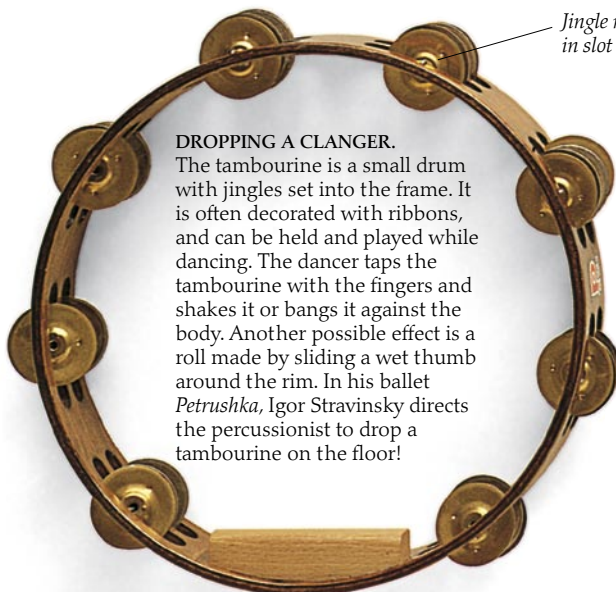 Jingle
in slot
DROPPING A CLANGER.
The tambourine is a small drum
with jingles set into the frame. It
is often decorated with ribbons,
and can be held and played while
dancing. The dancer taps the
tambourine with the fingers and
shakes it or bangs it against the
body. Another possible effect is a
roll made by sliding a wet thumb
around the rim. In his ballet
Petrushka, Igor Stravinsky directs
the percussionist to drop a
tambourine on the floor!